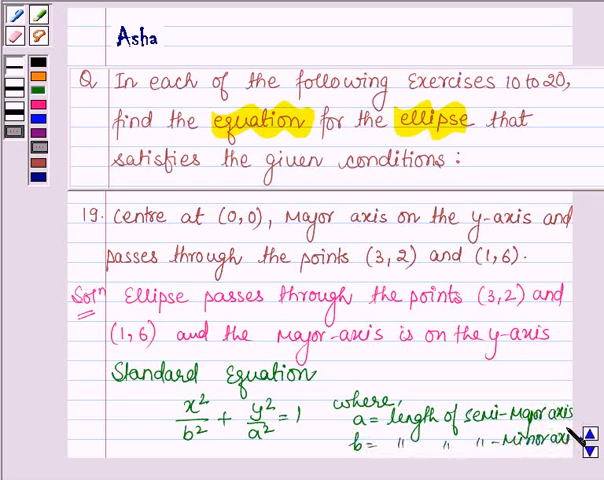 Asha
Q In each of the following Exercises 10 to 20,
find the equation for the ellipse that
satisfies the given conditions :
19. Centre at (0,0), Major axis on the y-axis and
passes through the points (3,2) and (1,6).
Solⁿ Ellipse passes through the points (3,2) and
(1,6) and the Major-axis is on the y-axis
Standard Equation
x²/b² + y²/a² = 1 where,
a = length of semi-Major axis
b = " " " -Minor axi